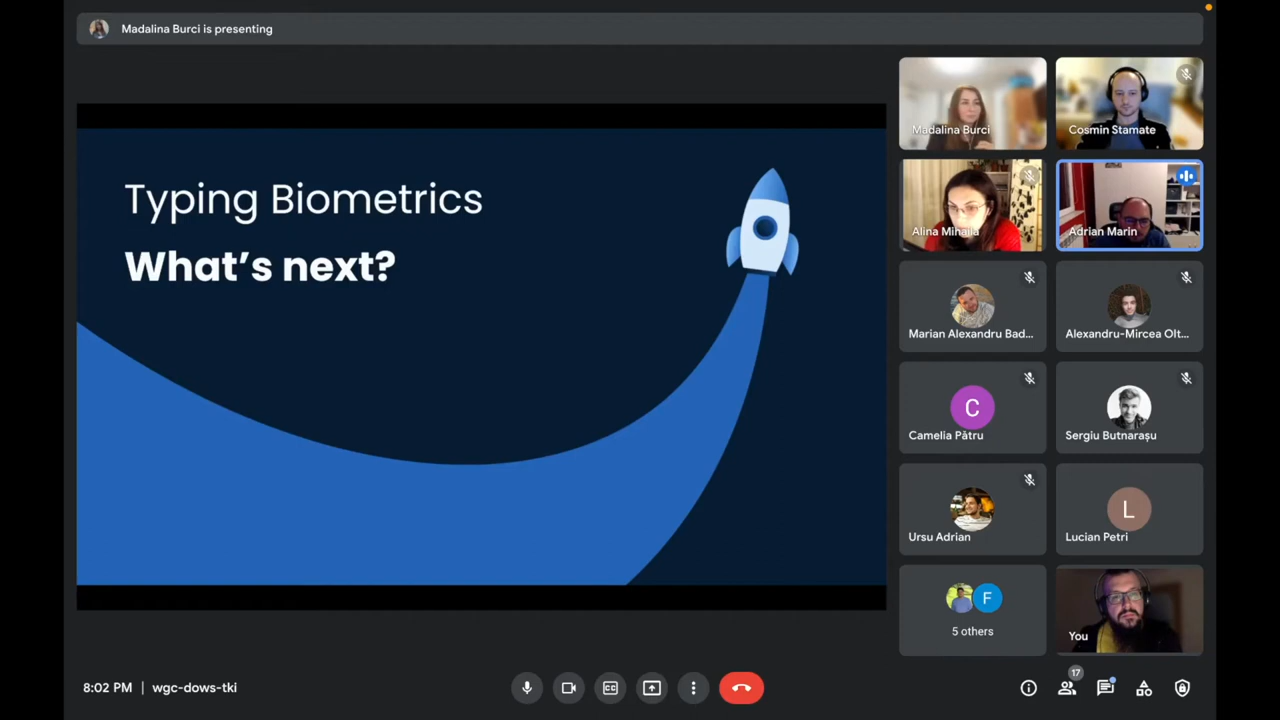 Madalina Burci is presenting
Typing Biometrics
What's next?
Madalina Burci
Cosmin Stamate
Alina Mihaila
Adrian Marin
Marian Alexandru Bad...
Alexandru-Mircea Olt...
C
Camelia Pătru
Sergiu Butnarașu
Ursu Adrian
L
Lucian Petri
F
5 others
You
8:02 PM | wgc-dows-tki
CC
17